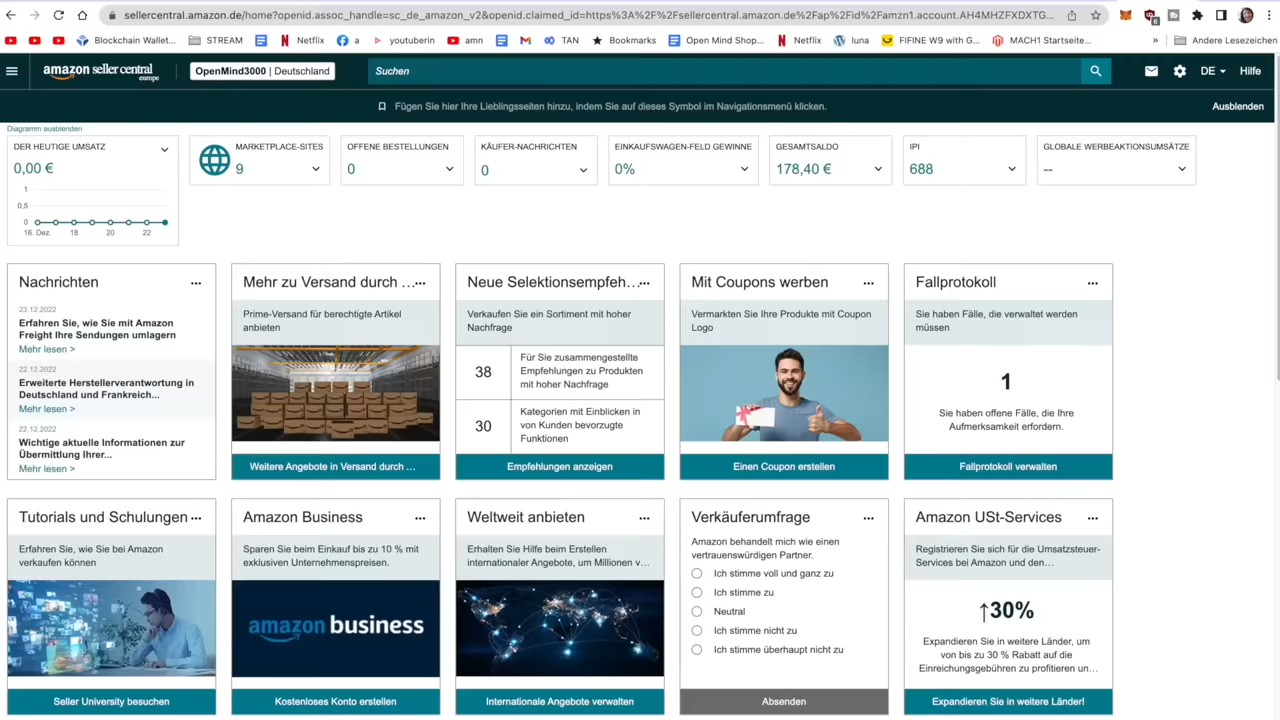 sellercentral.amazon.de/home?openid.assoc_handle=sc_de_amazon_v2&openid.claimed_id=https%3A%2F%2Fsellercentral.amazon.de%2Fap%2Fid%2Famzn1.account.AH4MHZFXDXTG...
6
Blockchain Wallet... STREAM Netflix a youtuberin amn TAN Bookmarks Open Mind Shop... Netflix luna FIFINE W9 with G... MACH1 Startseite... » Andere Lesezeichen
amazon seller central
europe
OpenMind3000 | Deutschland
Suchen
DE
Hilfe
Fügen Sie hier Ihre Lieblingsseiten hinzu, indem Sie auf dieses Symbol im Navigationsmenü klicken.
Ausblenden
Diagramm ausblenden
DER HEUTIGE UMSATZ
0,00 €
1
0,5
0
16. Dez. 18 20 22
MARKETPLACE-SITES
9
OFFENE BESTELLUNGEN
0
KÄUFER-NACHRICHTEN
0
EINKAUFSWAGEN-FELD GEWINNE
0%
GESAMTSALDO
178,40 €
IPI
688
GLOBALE WERBEAKTIONSUMSÄTZE
--
Nachrichten
23.12.2022
Erfahren Sie, wie Sie mit Amazon
Freight Ihre Sendungen umlagern
Mehr lesen >
22.12.2022
Erweiterte Herstellerverantwortung in
Deutschland und Frankreich...
Mehr lesen >
22.12.2022
Wichtige aktuelle Informationen zur
Übermittlung Ihrer...
Mehr lesen >
Mehr zu Versand durch ...
Prime-Versand für berechtigte Artikel
anbieten
Weitere Angebote in Versand durch ...
Neue Selektionsempfeh...
Verkaufen Sie ein Sortiment mit hoher
Nachfrage
38
Für Sie zusammengestellte
Empfehlungen zu Produkten
mit hoher Nachfrage
30
Kategorien mit Einblicken in
von Kunden bevorzugte
Funktionen
Empfehlungen anzeigen
Mit Coupons werben
Vermarkten Sie Ihre Produkte mit Coupon
Logo
Einen Coupon erstellen
Fallprotokoll
Sie haben Fälle, die verwaltet werden
müssen
1
Sie haben offene Fälle, die Ihre
Aufmerksamkeit erfordern.
Fallprotokoll verwalten
Tutorials und Schulungen
Erfahren Sie, wie Sie bei Amazon
verkaufen können
Seller University besuchen
Amazon Business
Sparen Sie beim Einkauf bis zu 10 % mit
exklusiven Unternehmenspreisen.
amazon business
Kostenloses Konto erstellen
Weltweit anbieten
Erhalten Sie Hilfe beim Erstellen
internationaler Angebote, um Millionen v...
Internationale Angebote verwalten
Verkäuferumfrage
Amazon behandelt mich wie einen
vertrauenswürdigen Partner.
Ich stimme voll und ganz zu
Ich stimme zu
Neutral
Ich stimme nicht zu
Ich stimme überhaupt nicht zu
Absenden
Amazon USt-Services
Registrieren Sie sich für die Umsatzsteuer-
Services bei Amazon und den...
↑30%
Expandieren Sie in weitere Länder, um
von bis zu 30 % Rabatt auf die
Einreichungsgebühren zu profitieren un...
Expandieren Sie in weitere Länder!